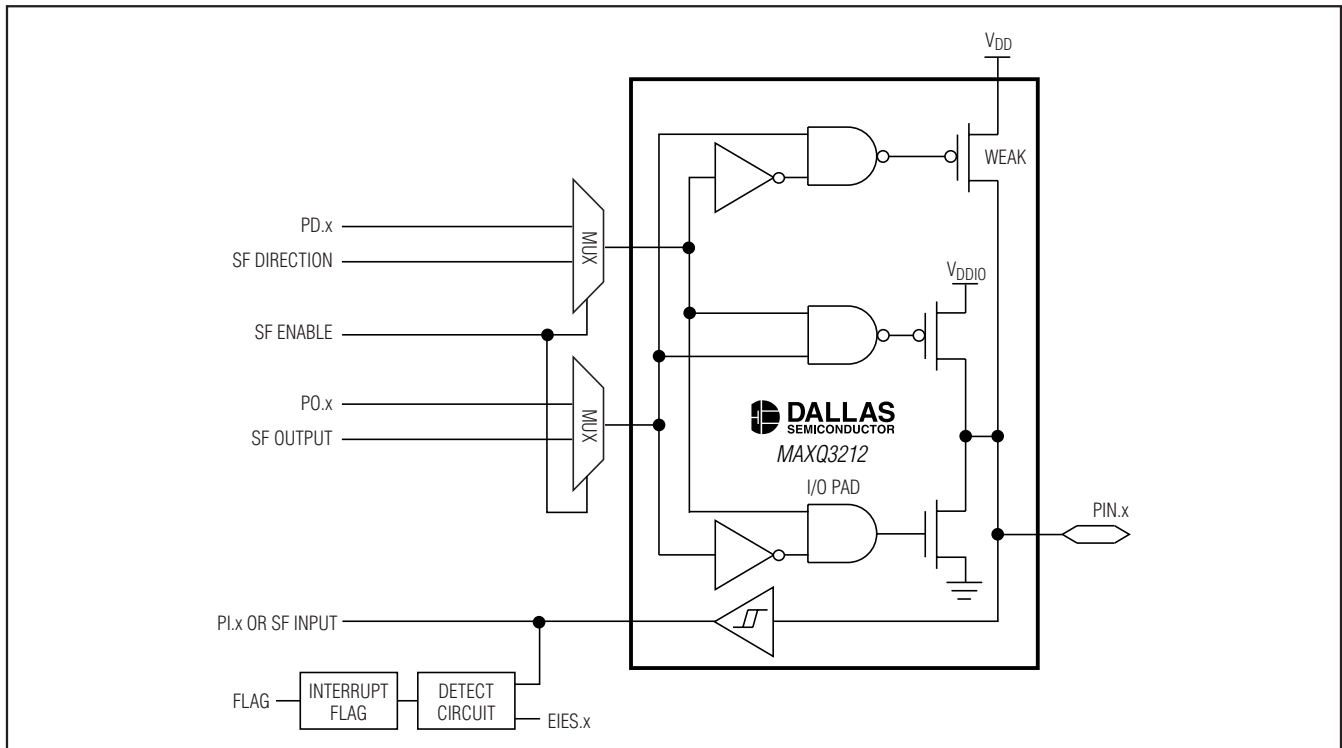 VDD
WEAK
PD.x
MUX
SF DIRECTION
VDDIO
SF ENABLE
PO.x
MUX
SF OUTPUT
DALLAS
SEMICONDUCTOR
MAXQ3212
I/O PAD
PIN.x
PI.x OR SF INPUT
FLAG
INTERRUPT
FLAG
DETECT
CIRCUIT
EIES.x